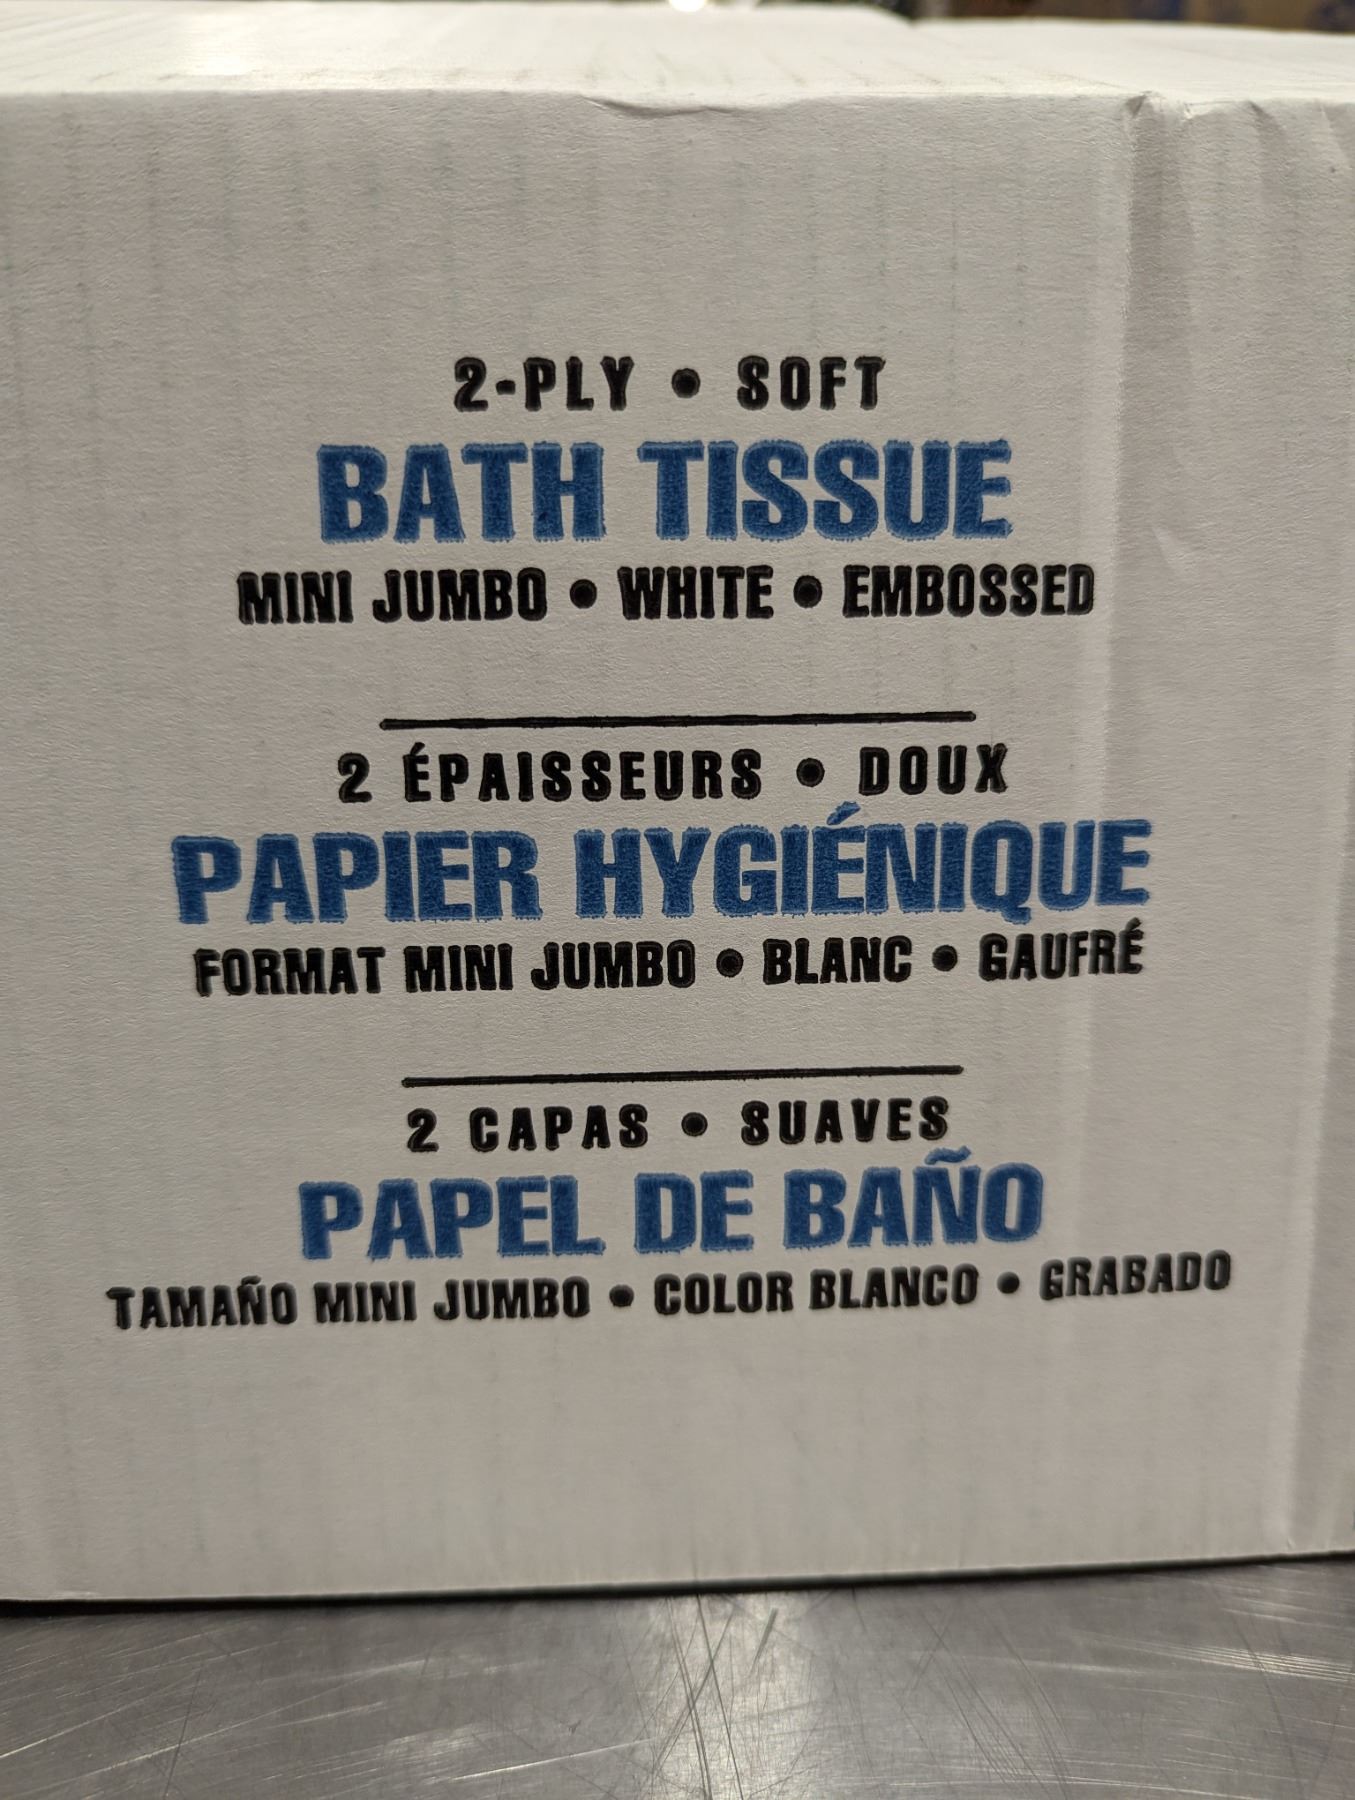 2-PLY • SOFT
BATH TISSUE
MINI JUMBO • WHITE • EMBOSSED
2 ÉPAISSEURS • DOUX
PAPIER HYGIÉNIQUE
FORMAT MINI JUMBO • BLANC • GAUFRÉ
2 CAPAS • SUAVES
PAPEL DE BAÑO
TAMAÑO MINI JUMBO • COLOR BLANCO • GRABADO